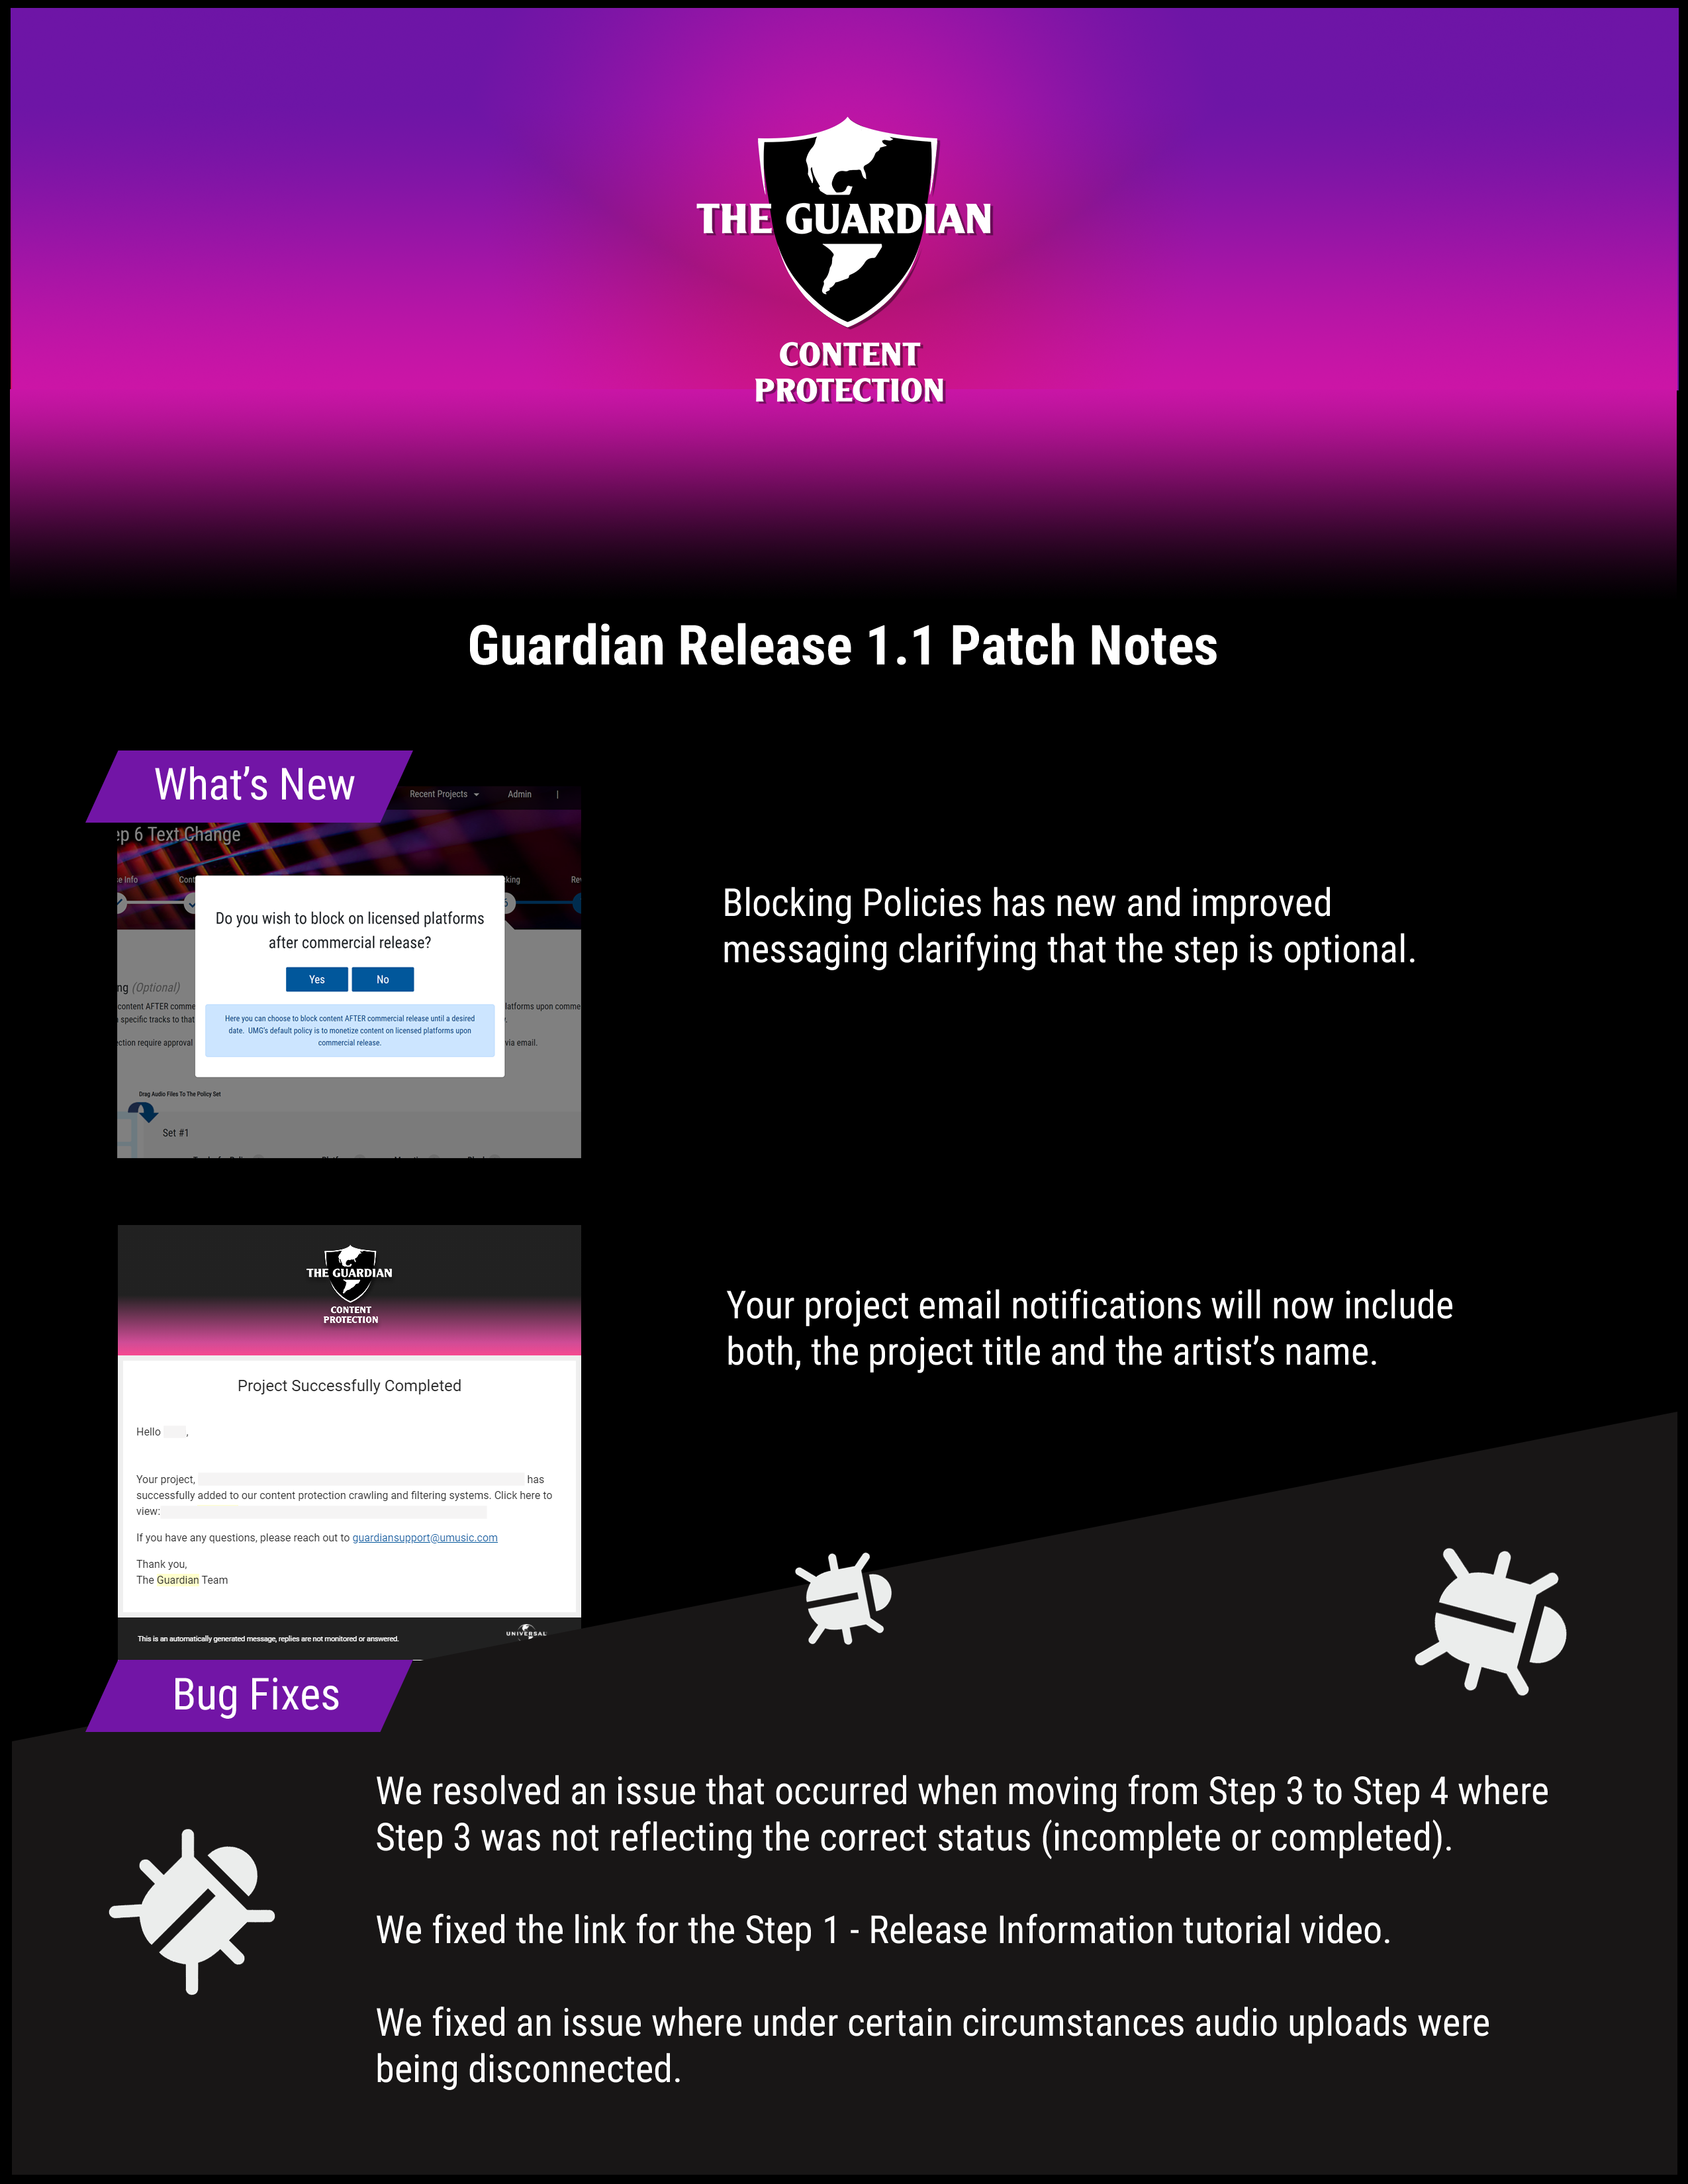 THE GUARDIAN
CONTENT
PROTECTION
Guardian Release 1.1 Patch Notes
What's New
Recent Projects
Admin
|
ep 6 Text Change
Info
Do you wish to block on licensed platforms
after commercial release?
Yes
No
Here you can choose to block content AFTER commercial release until a desired
date. UMG's default policy is to monetize content on licensed platforms upon
commercial release.
(Optional)
content AFTER comme
latforms upon comme
specific tracks to that
ction require approval
via email.
Drag Audio Files To The Policy Set
Set #1
Blocking Policies has new and improved
messaging clarifying that the step is optional.
THE GUARDIAN
CONTENT
PROTECTION
Project Successfully Completed
Hello ,
Your project, has
successfully added to our content protection crawling and filtering systems. Click here to
view:
If you have any questions, please reach out to guardiansupport@umusic.com
Thank you,
The Guardian Team
This is an automatically generated message, replies are not monitored or answered.
UNIVERSAL
Your project email notifications will now include
both, the project title and the artist's name.
Bug Fixes
We resolved an issue that occurred when moving from Step 3 to Step 4 where
Step 3 was not reflecting the correct status (incomplete or completed).
We fixed the link for the Step 1 - Release Information tutorial video.
We fixed an issue where under certain circumstances audio uploads were
being disconnected.